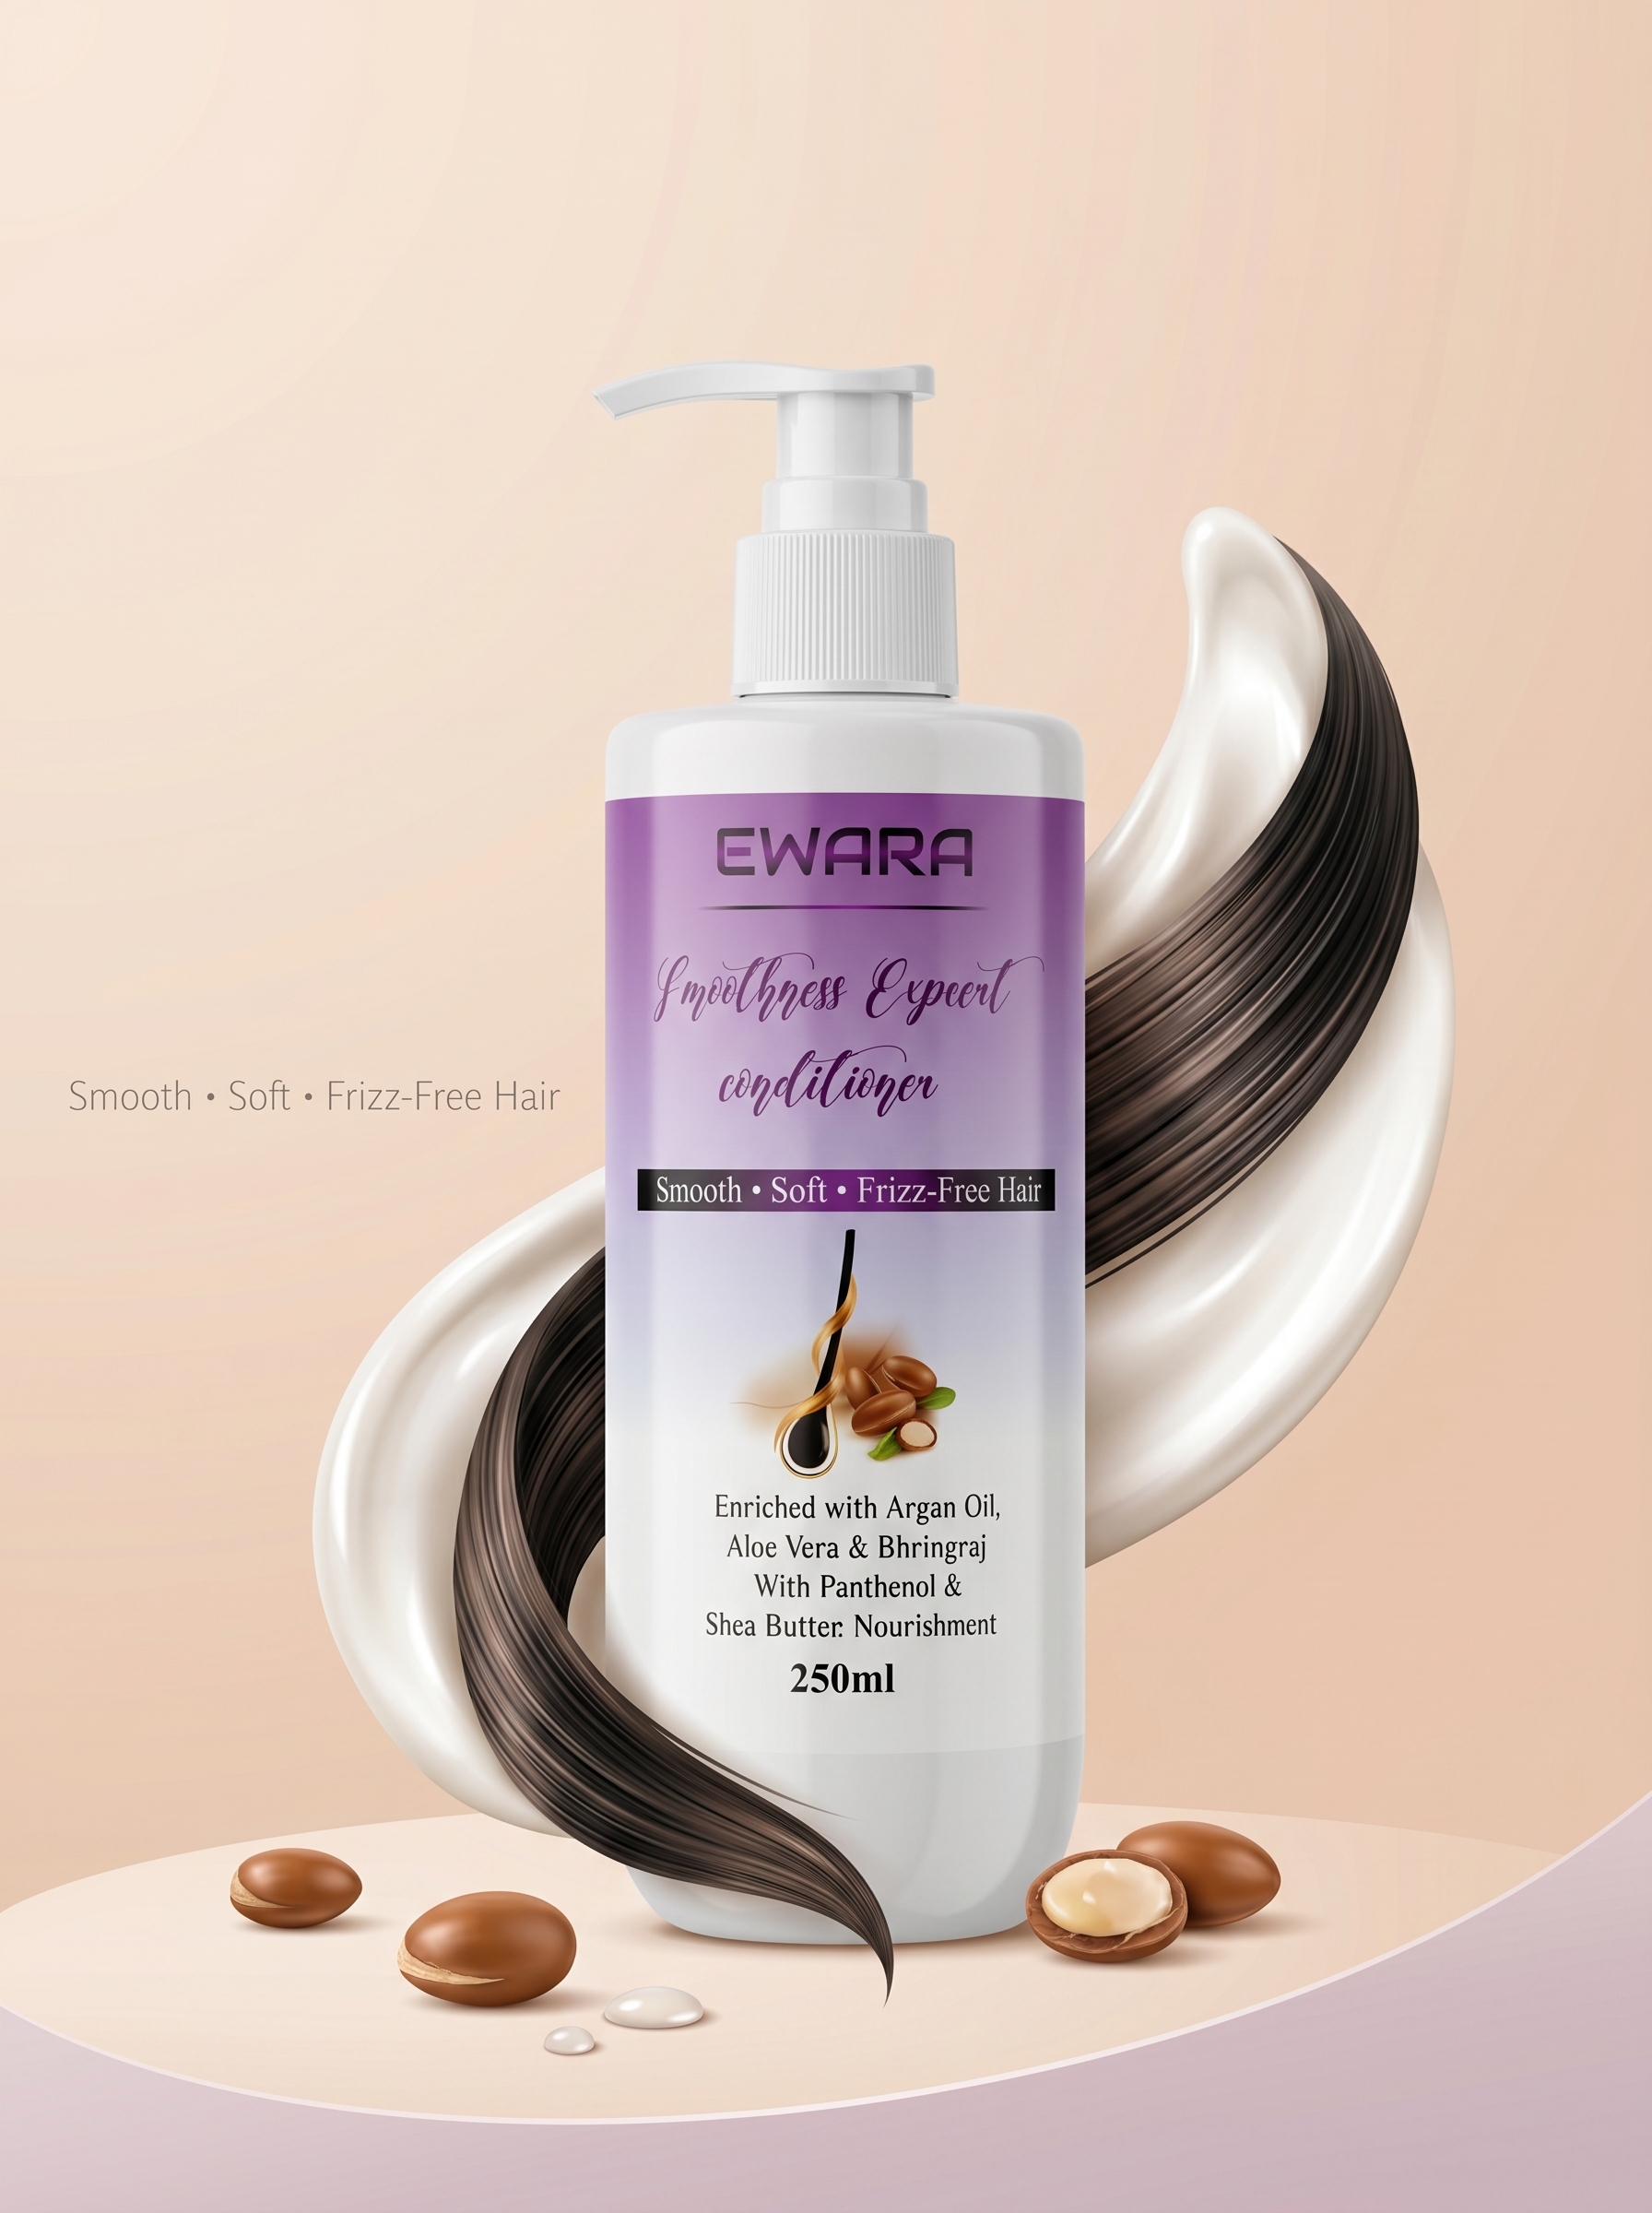 EWARA
Smoothness Expeert
conditioner
Smooth • Soft • Frizz-Free Hair
Smooth • Soft • Frizz-Free Hair
Enriched with Argan Oil,
Aloe Vera & Bhringraj
With Panthenol &
Shea Butter: Nourishment
250ml